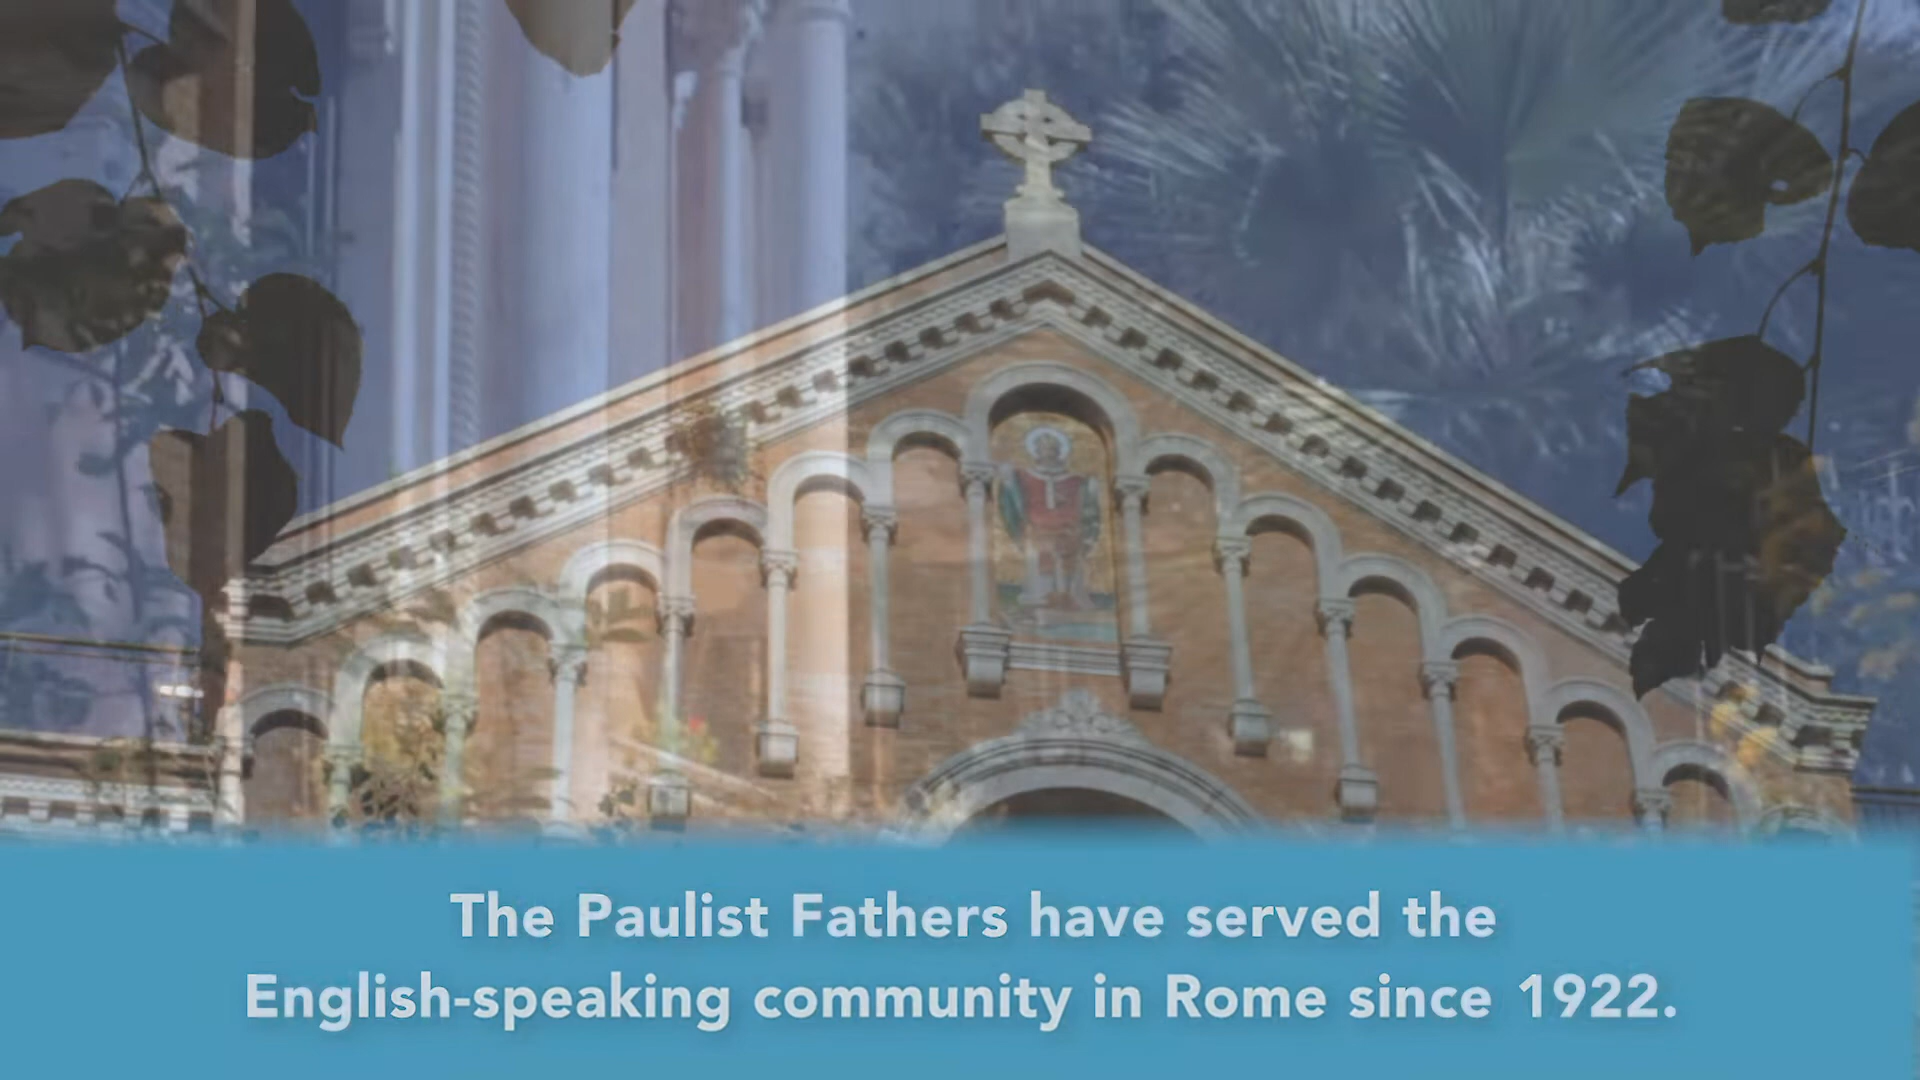 The Paulist Fathers have served the
English-speaking community in Rome since 1922.